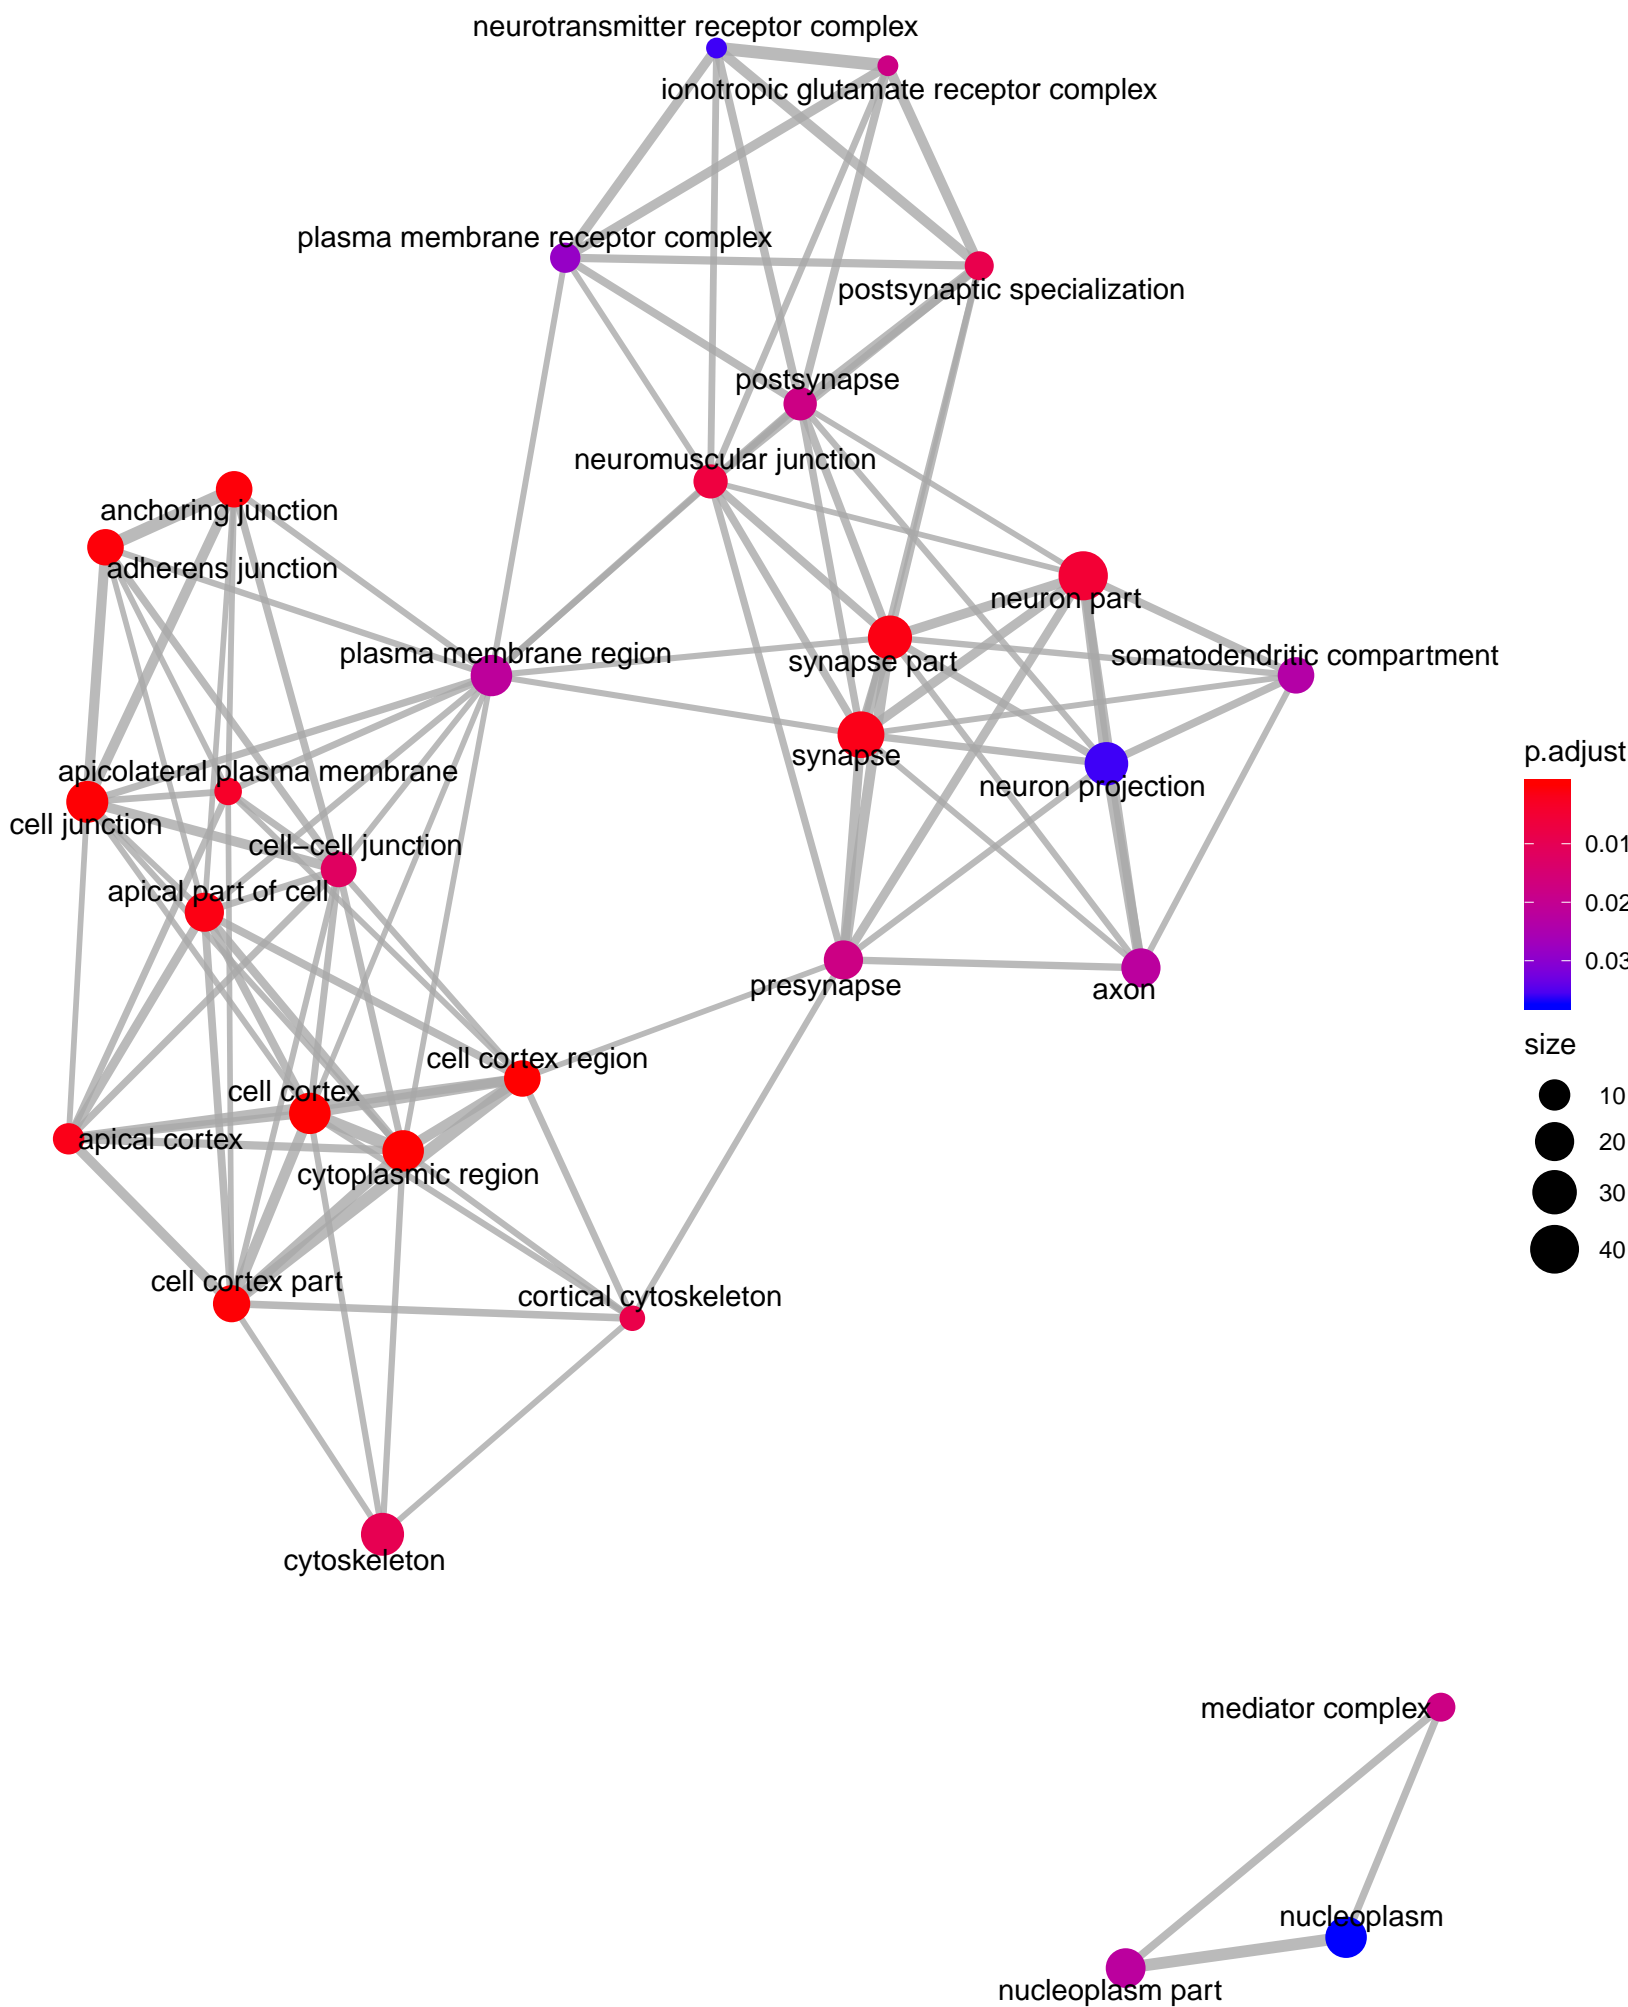 neurotransmitter receptor complex
ionotropic glutamate receptor complex
plasma membrane receptor complex
postsynaptic specialization
postsynapse
neuromuscular junction
anchoring junction
adherens junction
neuron part
plasma membrane region
synapse part
somatodendritic compartment
synapse
neuron projection
apicolateral plasma membrane
cell junction
cell−cell junction
apical part of cell
presynapse
axon
cell cortex region
cell cortex
apical cortex
cytoplasmic region
cell cortex part
cortical cytoskeleton
cytoskeleton
mediator complex
nucleoplasm
nucleoplasm part
p.adjust
0.01
0.02
0.03
size
10
20
30
40